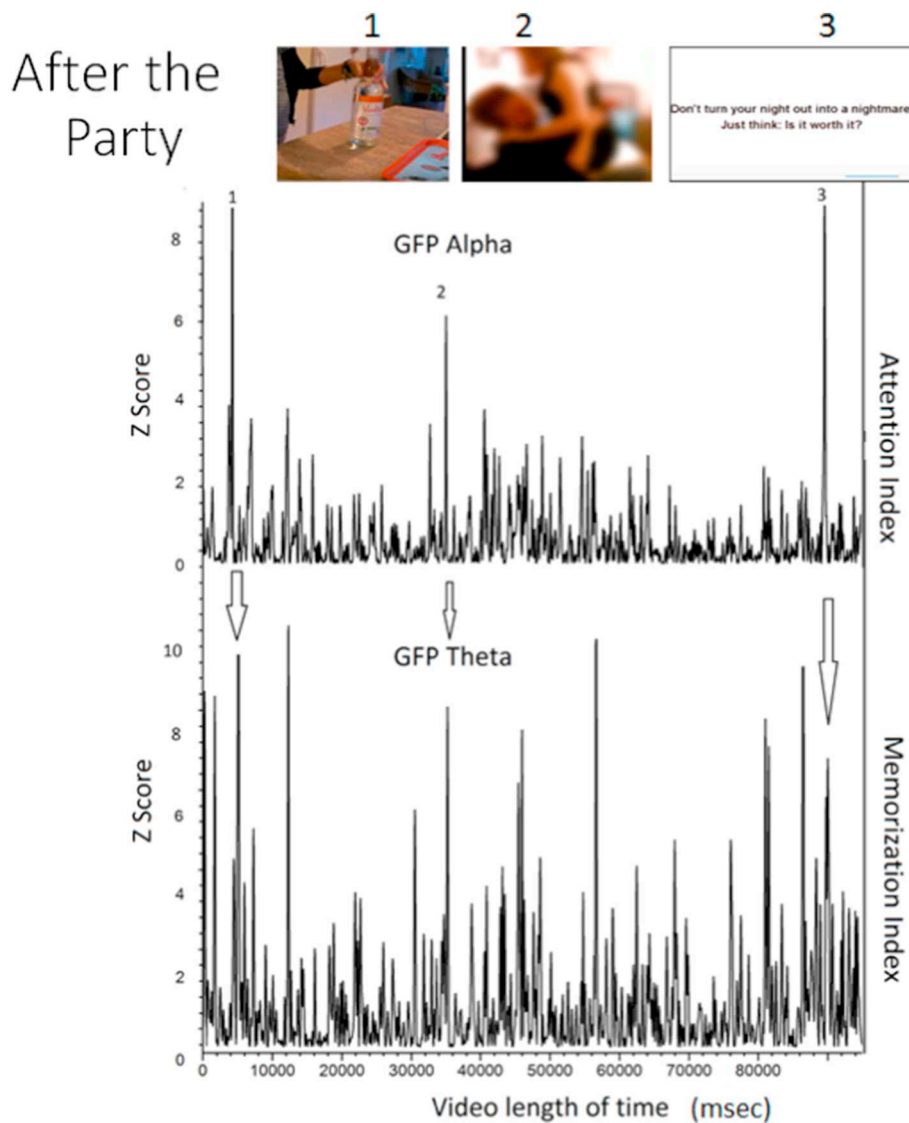 1 2 3
After the
Party
Don't turn your night out into a nightmare
Just think: Is it worth it?
1
3
GFP Alpha
2
8
6
4
2
0
Z Score
Attention Index
GFP Theta
10
8
6
4
2
0
Z Score
Memorization Index
0 10000 20000 30000 40000 50000 60000 70000 80000
Video length of time (msec)